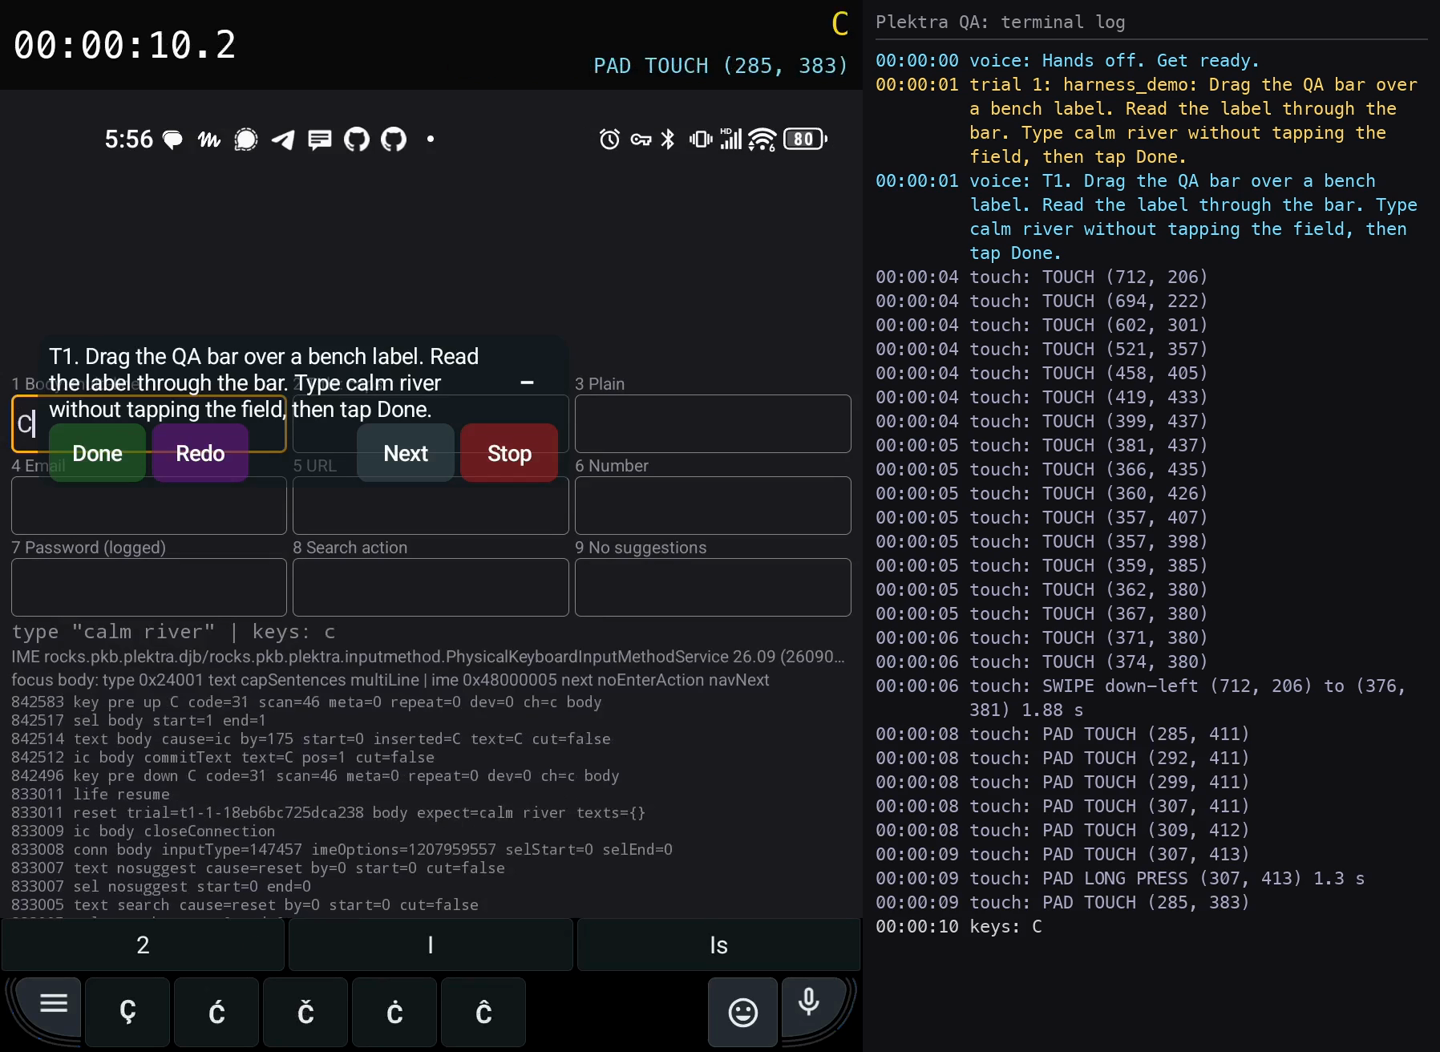 00:00:10.2
C
PAD TOUCH (285, 383)
5:56
HD
6
80
T1. Drag the QA bar over a bench label. Read
the label through the bar. Type calm river
without tapping the field, then tap Done.
–
Done
Redo
Next
Stop
3 Plain
C
4 Email
5 URL
6 Number
7 Password (logged)
8 Search action
9 No suggestions
type "calm river" | keys: c
IME rocks.pkb.plektra.djb/rocks.pkb.plektra.inputmethod.PhysicalKeyboardInputMethodService 26.09 (26090…
focus body: type 0x24001 text capSentences multiLine | ime 0x48000005 next noEnterAction navNext
842583 key pre up C code=31 scan=46 meta=0 repeat=0 dev=0 ch=c body
842517 sel body start=1 end=1
842514 text body cause=ic by=175 start=0 inserted=C text=C cut=false
842512 ic body commitText text=C pos=1 cut=false
842496 key pre down C code=31 scan=46 meta=0 repeat=0 dev=0 ch=c body
833011 life resume
833011 reset trial=t1-1-18eb6bc725dca238 body expect=calm river texts={}
833009 ic body closeConnection
833008 conn body inputType=147457 imeOptions=1207959557 selStart=0 selEnd=0
833007 text nosuggest cause=reset by=0 start=0 cut=false
833007 sel nosuggest start=0 end=0
833005 text search cause=reset by=0 start=0 cut=false
2
I
Is
Ç
Ć
Č
Ċ
Ĉ
Plektra QA: terminal log
00:00:00 voice: Hands off. Get ready.
00:00:01 trial 1: harness_demo: Drag the QA bar over
a bench label. Read the label through the
bar. Type calm river without tapping the
field, then tap Done.
00:00:01 voice: T1. Drag the QA bar over a bench
label. Read the label through the bar. Type
calm river without tapping the field, then
tap Done.
00:00:04 touch: TOUCH (712, 206)
00:00:04 touch: TOUCH (694, 222)
00:00:04 touch: TOUCH (602, 301)
00:00:04 touch: TOUCH (521, 357)
00:00:04 touch: TOUCH (458, 405)
00:00:04 touch: TOUCH (419, 433)
00:00:04 touch: TOUCH (399, 437)
00:00:05 touch: TOUCH (381, 437)
00:00:05 touch: TOUCH (366, 435)
00:00:05 touch: TOUCH (360, 426)
00:00:05 touch: TOUCH (357, 407)
00:00:05 touch: TOUCH (357, 398)
00:00:05 touch: TOUCH (359, 385)
00:00:05 touch: TOUCH (362, 380)
00:00:05 touch: TOUCH (367, 380)
00:00:06 touch: TOUCH (371, 380)
00:00:06 touch: TOUCH (374, 380)
00:00:06 touch: SWIPE down-left (712, 206) to (376,
381) 1.88 s
00:00:08 touch: PAD TOUCH (285, 411)
00:00:08 touch: PAD TOUCH (292, 411)
00:00:08 touch: PAD TOUCH (299, 411)
00:00:08 touch: PAD TOUCH (307, 411)
00:00:08 touch: PAD TOUCH (309, 412)
00:00:09 touch: PAD TOUCH (307, 413)
00:00:09 touch: PAD LONG PRESS (307, 413) 1.3 s
00:00:09 touch: PAD TOUCH (285, 383)
00:00:10 keys: C